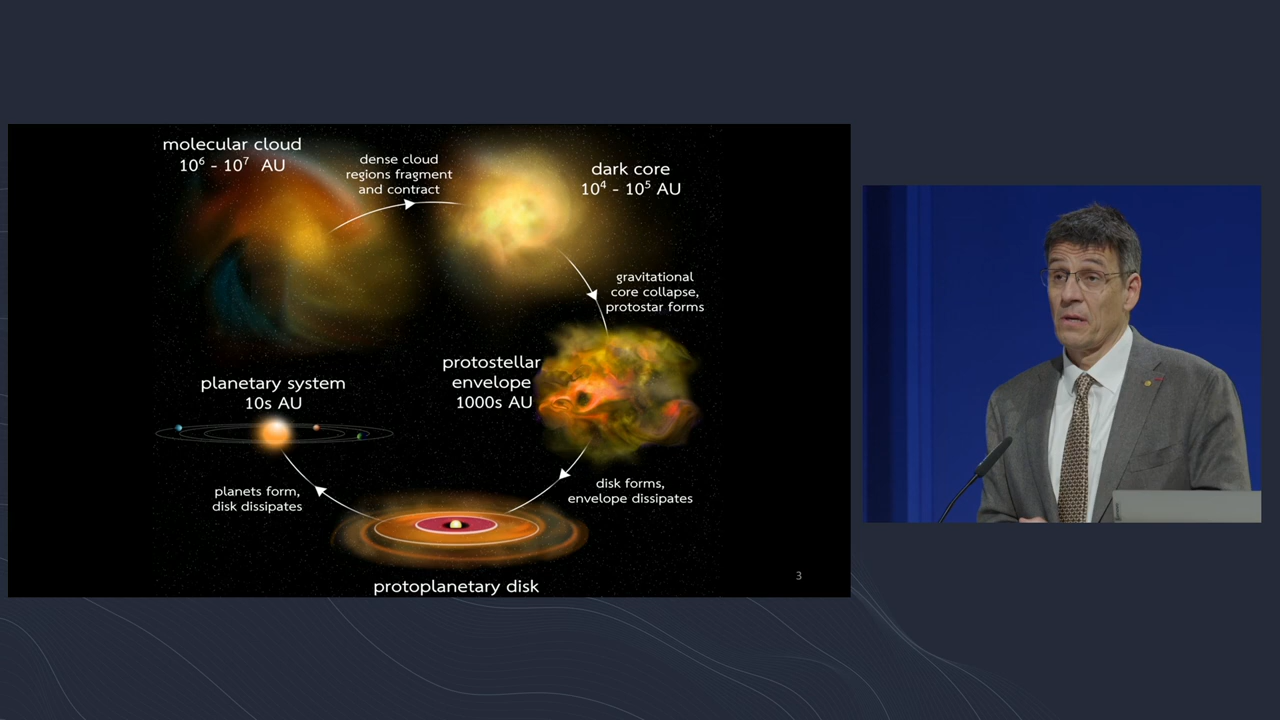 molecular cloud
10⁶ - 10⁷ AU
dense cloud
regions fragment
and contract
dark core
10⁴ - 10⁵ AU
gravitational
core collapse,
protostar forms
protostellar
envelope
1000s AU
disk forms,
envelope dissipates
protoplanetary disk
planets form,
disk dissipates
planetary system
10s AU
3